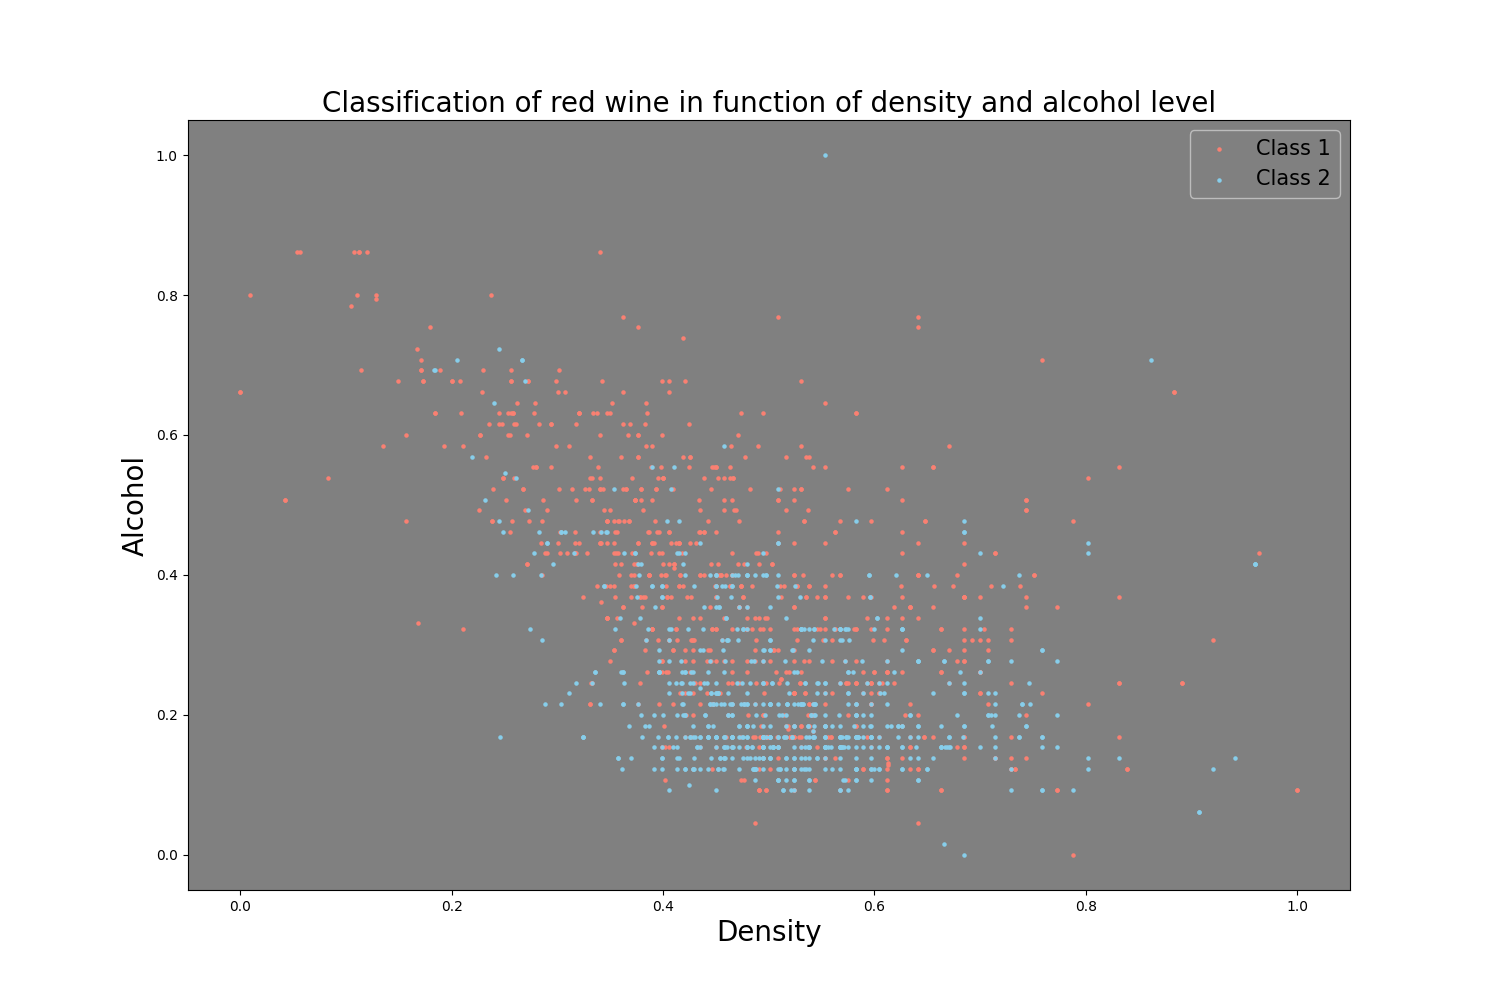 Classification of red wine in function of density and alcohol level
Class 1
Class 2
1.0
0.8
0.6
0.4
0.2
0.0
Alcohol
0.0 0.2 0.4 0.6 0.8 1.0
Density